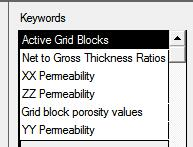 Keywords
Active Grid Blocks
Net to Gross Thickness Ratios
XX Permeability
ZZ Permeability
Grid block porosity values
YY Permeability